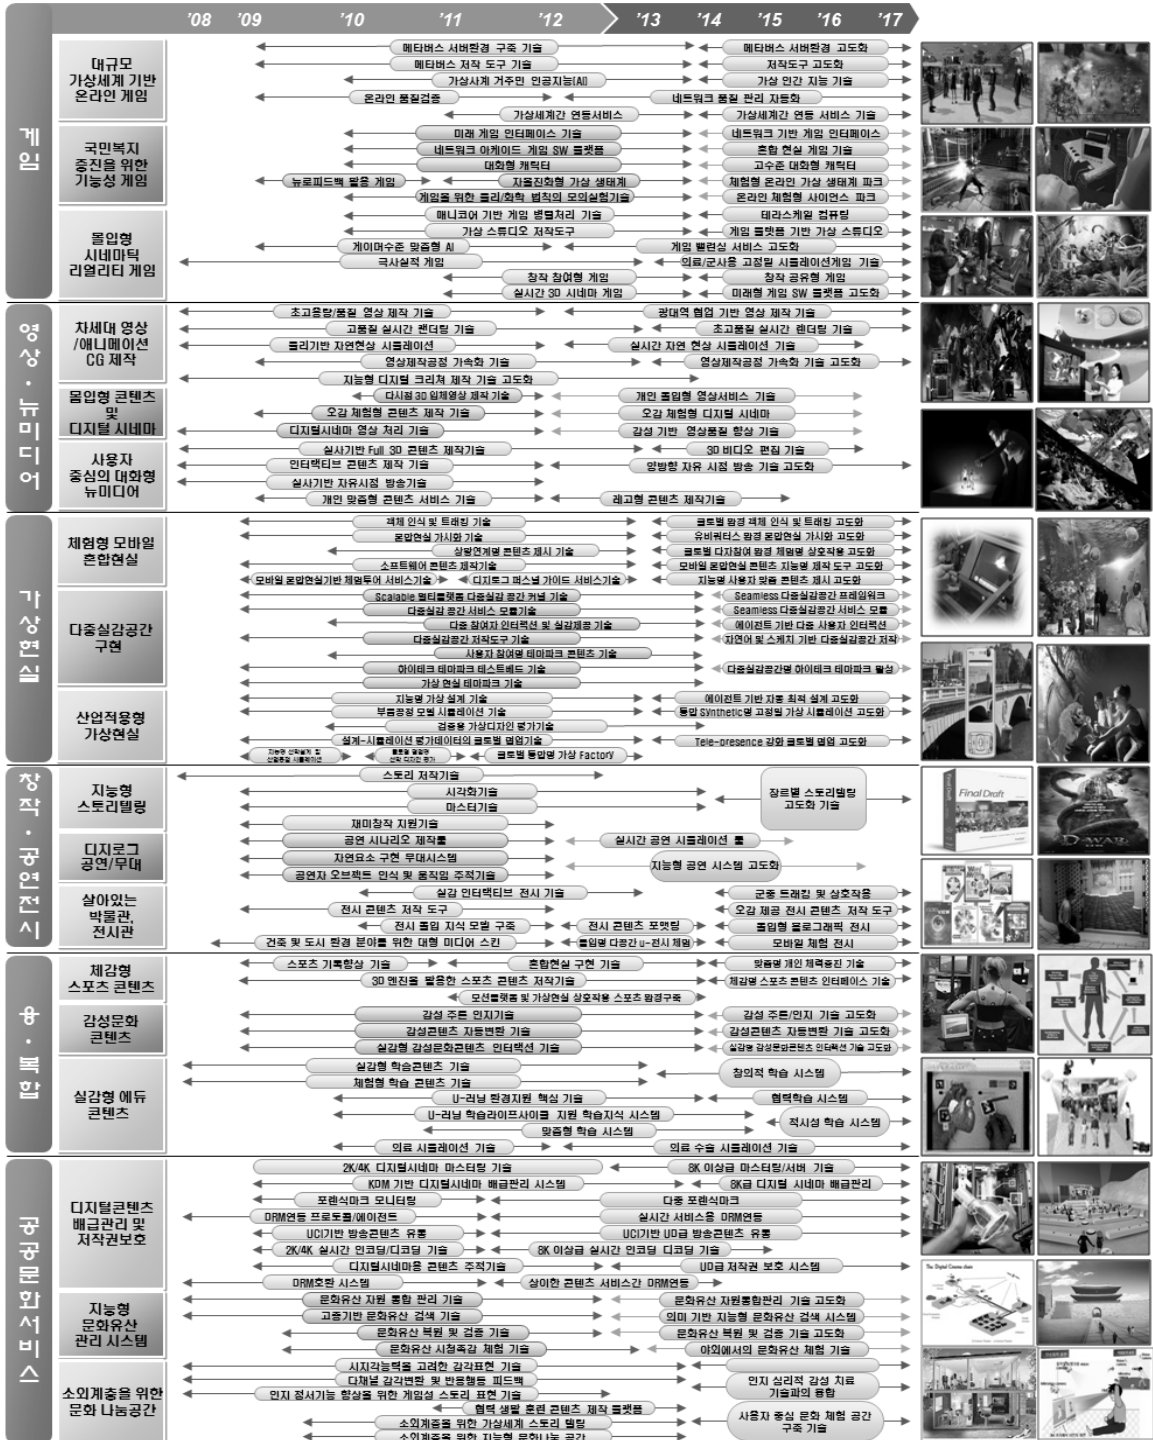 '08 '09 '10 '11 '12 '13 '14 '15 '16 '17
게임
대규모
가상세계 기반
온라인 게임
메타버스 서버환경 구축 기술
메타버스 서버환경 고도화
메타버스 저작 도구 기술
저작도구 고도화
가상사계 거주민 인공지능(AI)
가상 인간 지능 기술
온라인 품질검증
네트워크 품질 관리 자동화
가상세계간 연동서비스
가상세계간 연동 서비스 기술
국민복지
증진을 위한
기능성 게임
미래 게임 인터페이스 기술
네트워크 기반 게임 인터페이스
네트워크 아케이드 게임 SW 플랫폼
혼합 현실 게임 기술
대화형 캐릭터
고수준 대화형 캐릭터
뉴로피드백 활용 게임
자율진화형 가상 생태계
체험형 온라인 가상 생태계 파크
게임을 위한 물리/화학 법칙의 모의실험기술
온라인 체험형 사이언스 파크
몰입형
시네마틱
리얼리티 게임
매니코어 기반 게임 병렬처리 기술
테라스케일 컴퓨팅
가상 스튜디오 저작도구
게임 플랫폼 기반 가상 스튜디오
게이머수준 맞춤형 AI
게임 밸런싱 서비스 고도화
극사실적 게임
의료/군사용 고정밀 시뮬레이션게임 기술
창작 참여형 게임
창작 공유형 게임
실시간 3D 시네마 게임
미래형 게임 SW 플랫폼 고도화
영상·뉴미디어
차세대 영상
/애니메이션
CG 제작
초고용량/품질 영상 제작 기술
광대역 협업 기반 영상 제작 기술
고품질 실시간 랜더링 기술
초고품질 실시간 렌더링 기술
물리기반 자연현상 시뮬레이션
실시간 자연 현상 시뮬레이션 기술
영상제작공정 가속화 기술
영상제작공정 가속화 기술 고도화
지능형 디지털 크리쳐 제작 기술 고도화
몰입형 콘텐츠
및
디지털 시네마
다시점 3D 입체영상 제작 기술
개인 몰입형 영상서비스 기술
오감 체험형 콘텐츠 제작 기술
오감 체험형 디지털 시네마
디지털시네마 영상 처리 기술
감성 기반 영상품질 향상 기술
사용자
중심의 대화형
뉴미디어
실사기반 Full 3D 콘텐츠 제작기술
3D 비디오 편집 기술
인터랙티브 콘텐츠 제작 기술
양방향 자유 시점 방송 기술 고도화
실사기반 자유시점 방송기술
개인 맞춤형 콘텐츠 서비스 기술
레고형 콘텐츠 제작기술
가상현실
체험형 모바일
혼합현실
객체 인식 및 트래킹 기술
글로벌 환경 객체 인식 및 트래킹 고도화
혼합현실 가시화 기술
유비쿼터스 환경 혼합현실 가시화 고도화
상황연계형 콘텐츠 제시 기술
글로벌 다자참여 환경 체험형 상호작용 고도화
소프트웨어 콘텐츠 제작기술
모바일 혼합현실콘텐츠 지능형 제작 도구 고도화
모바일 혼합현실기반 체험투어 서비스기술
디지로그 퍼스널 가이드 서비스기술
지능형 사용자 맞춤 콘텐츠 제시 고도화
다중실감공간
구현
Scalable 멀티플랫폼 다중실감 공간 커널 기술
Seamless 다중실감공간 프레임워크
다중실감 공간 서비스 모듈기술
Seamless 다중실감공간 서비스 모듈
다중 참여자 인터랙션 및 실감제공 기술
에이전트 기반 다중 사용자 인터랙션
다중실감공간 저작도구 기술
자연어 및 스케치 기반 다중실감공간 저작
사용자 참여형 테마파크 콘텐츠 기술
하이테크 테마파크 테스트베드 기술
다중실감공간형 하이테크 테마파크 활성
가상 현실 테마파크 기술
산업적용형
가상현실
지능형 가상 설계 기술
에이전트 기반 자동 최적 설계 고도화
부품공정 모델 시뮬레이션 기술
통합 Synthetic형 고정밀 가상 시뮬레이션 고도화
검증용 가상디자인 평가기술
설계-시뮬레이션 평가데이터의 글로벌 협업기술
Tele-presence 강화 글로벌 협업 고도화
글로벌 통합형 가상 Factory
창작·공연전시
지능형
스토리텔링
스토리 저작기술
시각화기술
마스터기술
장르별 스토리텔링
고도화 기술
재미창작 지원기술
디지로그
공연/무대
공연 시나리오 제작툴
실시간 공연 시뮬레이션 툴
자연요소 구현 무대시스템
지능형 공연 시스템 고도화
공연자 오브젝트 인식 및 움직임 추적기술
살아있는
박물관,
전시관
실감 인터랙티브 전시 기술
군중 트래킹 및 상호작용
전시 콘텐츠 저작 도구
오감 제공 전시 콘텐츠 저작 도구
전시 몰입 지식 모델 구축
전시 콘텐츠 포맷팅
몰입형 홀로그래픽 전시
건축 및 도시 환경 분야를 위한 대형 미디어 스킨
몰입형 다공간 u-전시 체험
모바일 체험 전시
Final Draft
D-WAR
융·복합
체감형
스포츠 콘텐츠
스포츠 기록향상 기술
혼합현실 구현 기술
맞춤형 개인 체력증진 기술
3D 엔진을 활용한 스포츠 콘텐츠 저작기술
체감형 스포츠 콘텐츠 인터페이스 기술
모션플랫폼 및 가상현실 상호작용 스포츠 환경구축
감성문화
콘텐츠
감성 주튼 인지기술
감성 주튼/인지 기술 고도화
감성콘텐츠 자동변환 기술
감성콘텐츠 자동변환 기술 고도화
실감형 감성문화콘텐츠 인터랙션 기술
실감형 감성문화콘텐츠 인터랙션 기술 고도화
실감형 에듀
콘텐츠
실감형 학습콘텐츠 기술
창의적 학습 시스템
체험형 학습 콘텐츠 기술
U-러닝 환경지원 핵심 기술
협력학습 시스템
U-러닝 학습라이프사이클 지원 학습지식 시스템
적시성 학습 시스템
맞춤형 학습 시스템
의료 시뮬레이션 기술
의료 수술 시뮬레이션 기술
공공문화서비스
디지털콘텐츠
배급관리 및
저작권보호
2K/4K 디지털시네마 마스터링 기술
8K 이상급 마스터링/서버 기술
KDM 기반 디지털시네마 배급관리 시스템
8K급 디지털 시네마 배급관리
포렌식마크 모니터링
다중 포렌식마크
DRM연동 프로토콜/에이전트
실시간 서비스용 DRM연동
UCI기반 방송콘텐츠 유통
UCI기반 UD급 방송콘텐츠 유통
2K/4K 실시간 인코딩/디코딩 기술
8K 이상급 실시간 인코딩 디코딩 기술
디지털시네마용 콘텐츠 추적기술
UD급 저작권 보호 시스템
DRM호환 시스템
상이한 콘텐츠 서비스간 DRM연동
The Digital Cinema chain
지능형
문화유산
관리 시스템
문화유산 자원 통합 관리 기술
문화유산 자원통합관리 기술 고도화
고증기반 문화유산 검색 기술
의미 기반 지능형 문화유산 검색 시스템
문화유산 복원 및 검증 기술
문화유산 복원 및 검증 기술 고도화
문화유산 시청촉감 체험 기술
야외에서의 문화유산 체험 기술
소외계층을 위한
문화 나눔공간
시지각능력을 고려한 감각표현 기술
다채널 감각변환 및 반응행동 피드백
인지 심리적 감성 치료
기술과의 융합
인지 정서기능 향상을 위한 게임성 스토리 표현 기술
협력 생활 훈련 콘텐츠 제작 플랫폼
사용자 중심 문화 체험 공간
구축 기술
소외계층을 위한 가상세계 스토리 텔링
소외계층을 위한 지능형 문화나눔 공간